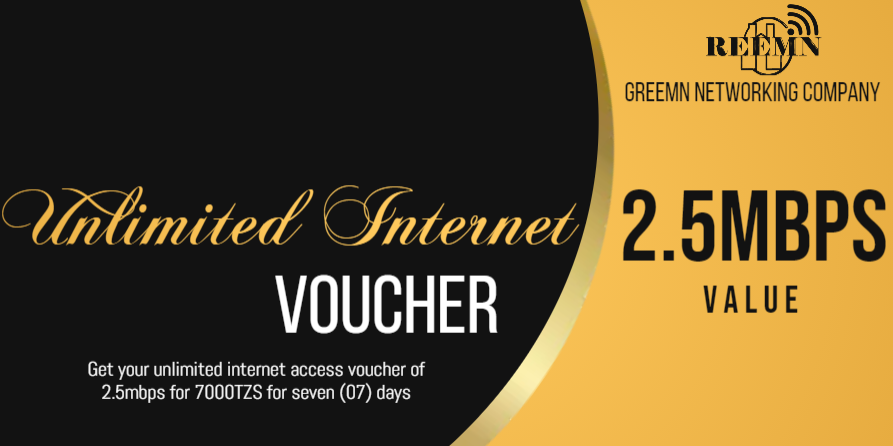 REEMN
GREEMN NETWORKING COMPANY
Unlimited Internet
VOUCHER
Get your unlimited internet access voucher of
2.5mbps for 7000TZS for seven (07) days
2.5MBPS
VALUE